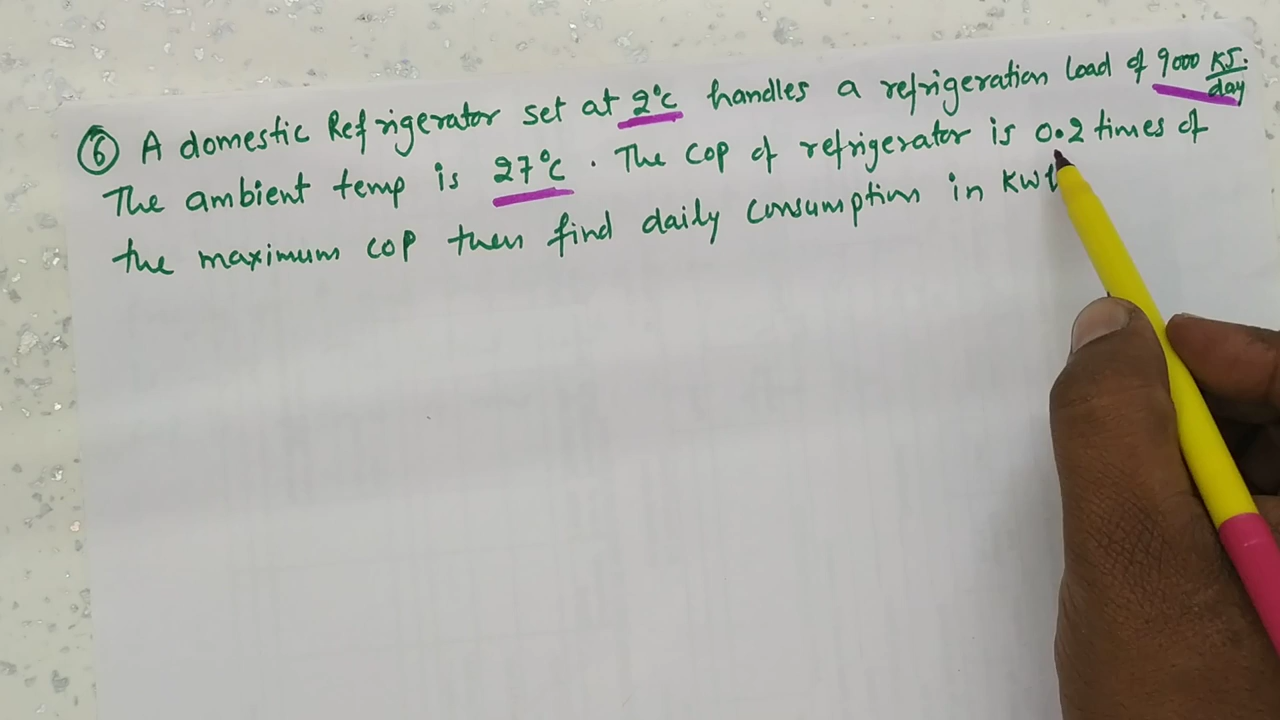 ⑥ A domestic Refrigerator set at 2°C handles a refrigeration load of 9000 KJ/day.
The ambient temp is 27°C. The COP of refrigerator is 0.2 times of
the maximum COP then find daily consumption in